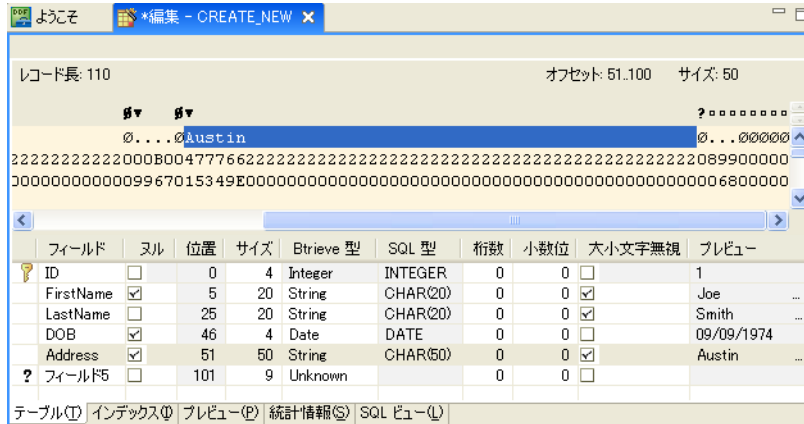 ようこそ *編集 - CREATE_NEW
レコード長: 110 オフセット: 51..100 サイズ: 50
Ø....ØAustin Ø...ØØØØØ
フィールド ヌル 位置 サイズ Btrieve 型 SQL 型 桁数 小数位 大小文字無視 プレビュー
ID 0 4 Integer INTEGER 0 0 1
FirstName 5 20 String CHAR(20) 0 0 Joe ...
LastName 25 20 String CHAR(20) 0 0 Smith ...
DOB 46 4 Date DATE 0 0 09/09/1974
Address 51 50 String CHAR(50) 0 0 Austin ...
? フィールド5 101 9 Unknown 0 0
テーブル(T) インデックス(I) プレビュー(P) 統計情報(S) SQL ビュー(L)